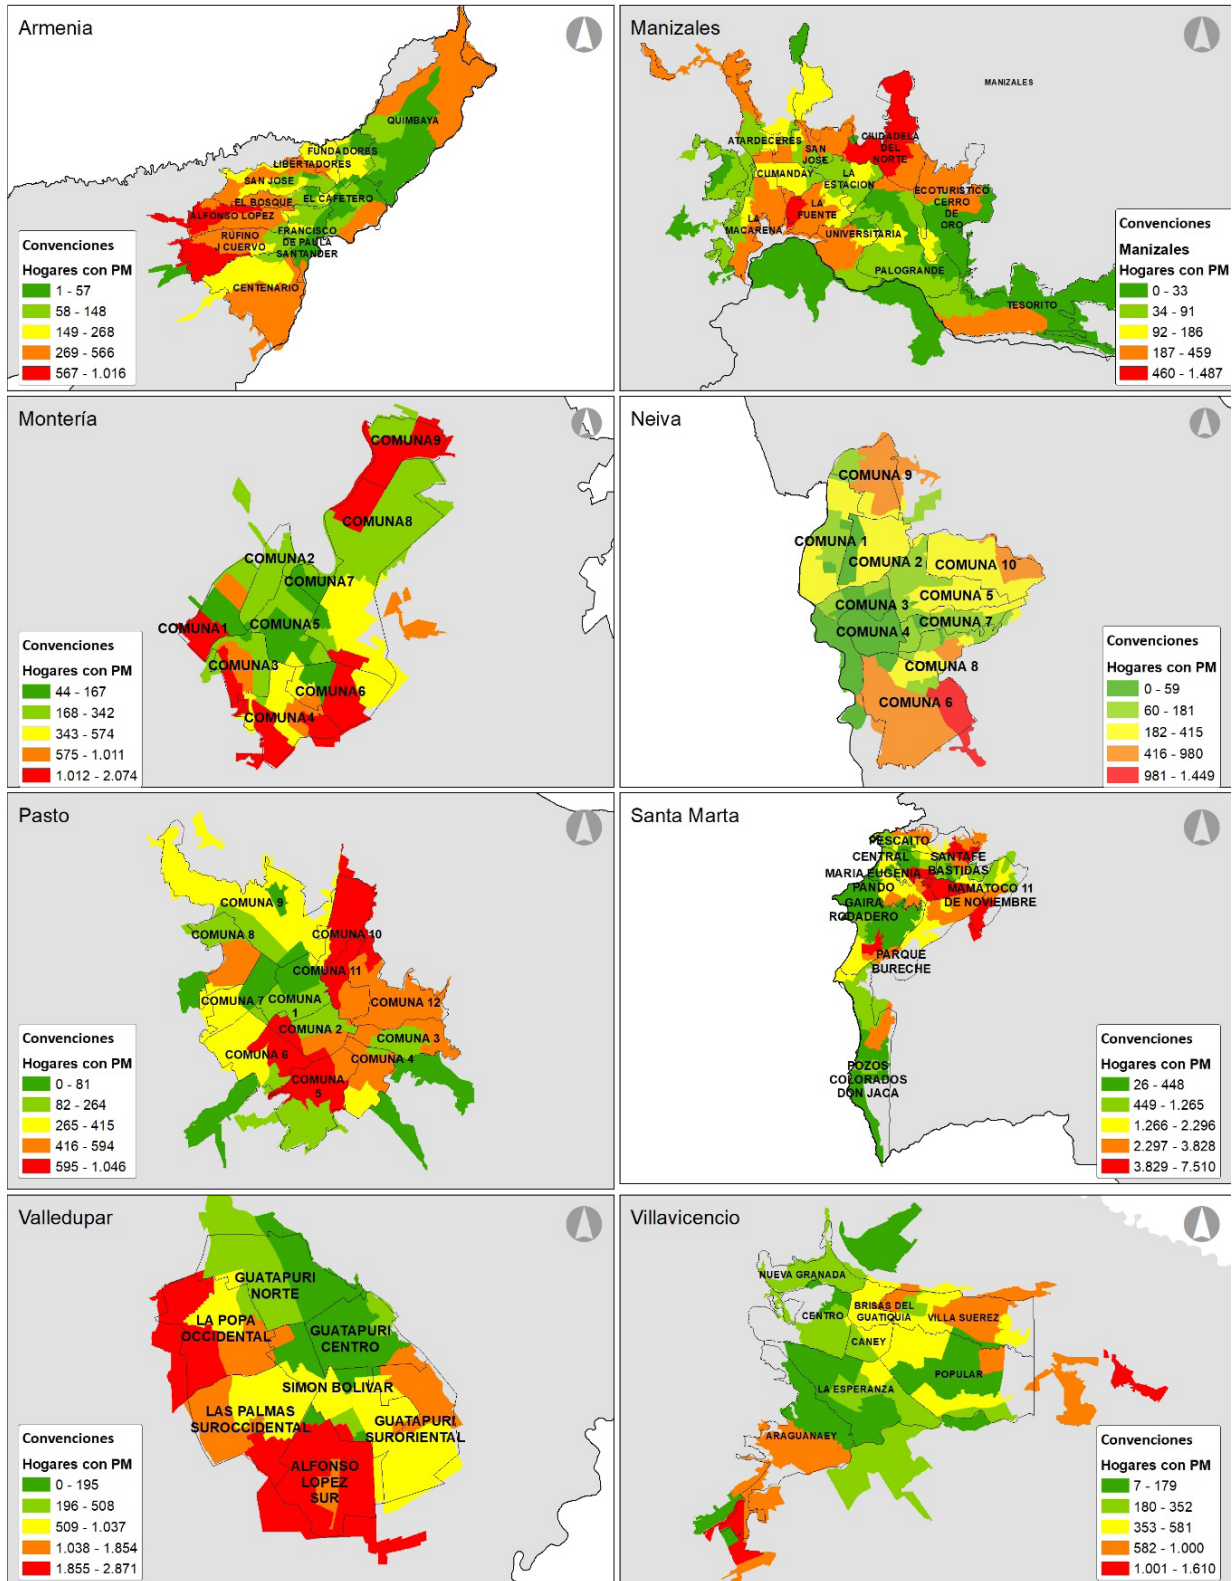 Armenia
QUIMBAYA
FUNDADORES
LIBERTADORES
SAN JOSE
EL CAFETERO
EL BOSQUE
ALFONSO LOPEZ
RUFINO
J CUERVO
FRANCISCO
DE PAULA
SANTANDER
CENTENARIO
Convenciones
Hogares con PM
1 - 57
58 - 148
149 - 268
269 - 566
567 - 1.016
Manizales
MANIZALES
ATARDECERES
SAN
JOSE
CIUDADELA
DEL
NORTE
CUMANDAY
LA
ESTACION
ECOTURISTICO
CERRO
DE
ORO
LA
FUENTE
LA
MACARENA
UNIVERSITARIA
PALOGRANDE
TESORITO
Convenciones
Manizales
Hogares con PM
0 - 33
34 - 91
92 - 186
187 - 459
460 - 1.487
Montería
COMUNA9
COMUNA8
COMUNA2
COMUNA7
COMUNA1
COMUNA5
COMUNA3
COMUNA6
COMUNA4
Convenciones
Hogares con PM
44 - 167
168 - 342
343 - 574
575 - 1.011
1.012 - 2.074
Neiva
COMUNA 9
COMUNA 1
COMUNA 2
COMUNA 10
COMUNA 5
COMUNA 3
COMUNA 7
COMUNA 4
COMUNA 8
COMUNA 6
Convenciones
Hogares con PM
0 - 59
60 - 181
182 - 415
416 - 980
981 - 1.449
Pasto
COMUNA 9
COMUNA 8
COMUNA 10
COMUNA 11
COMUNA 7
COMUNA
1
COMUNA 12
COMUNA 2
COMUNA 3
COMUNA 6
COMUNA 4
COMUNA
5
Convenciones
Hogares con PM
0 - 81
82 - 264
265 - 415
416 - 594
595 - 1.046
Santa Marta
PESCAITO
CENTRAL
SANTAFE
BASTIDAS
MARIA EUGENIA
PANDO
MAMATOCO 11
DE NOVIEMBRE
GAIRA
RODADERO
PARQUE
BURECHE
POZOS
COLORADOS
DON JACA
Convenciones
Hogares con PM
26 - 448
449 - 1.265
1.266 - 2.296
2.297 - 3.828
3.829 - 7.510
Valledupar
GUATAPURI
NORTE
LA POPA
OCCIDENTAL
GUATAPURI
CENTRO
SIMON BOLIVAR
LAS PALMAS
SUROCCIDENTAL
GUATAPURI
SURORIENTAL
ALFONSO
LOPEZ
SUR
Convenciones
Hogares con PM
0 - 195
196 - 508
509 - 1.037
1.038 - 1.854
1.855 - 2.871
Villavicencio
NUEVA GRANADA
CENTRO
BRISAS DEL
GUATIQUIA
VILLA SUEREZ
CANEY
POPULAR
LA ESPERANZA
ARAGUANAEY
Convenciones
Hogares con PM
7 - 179
180 - 352
353 - 581
582 - 1.000
1.001 - 1.610